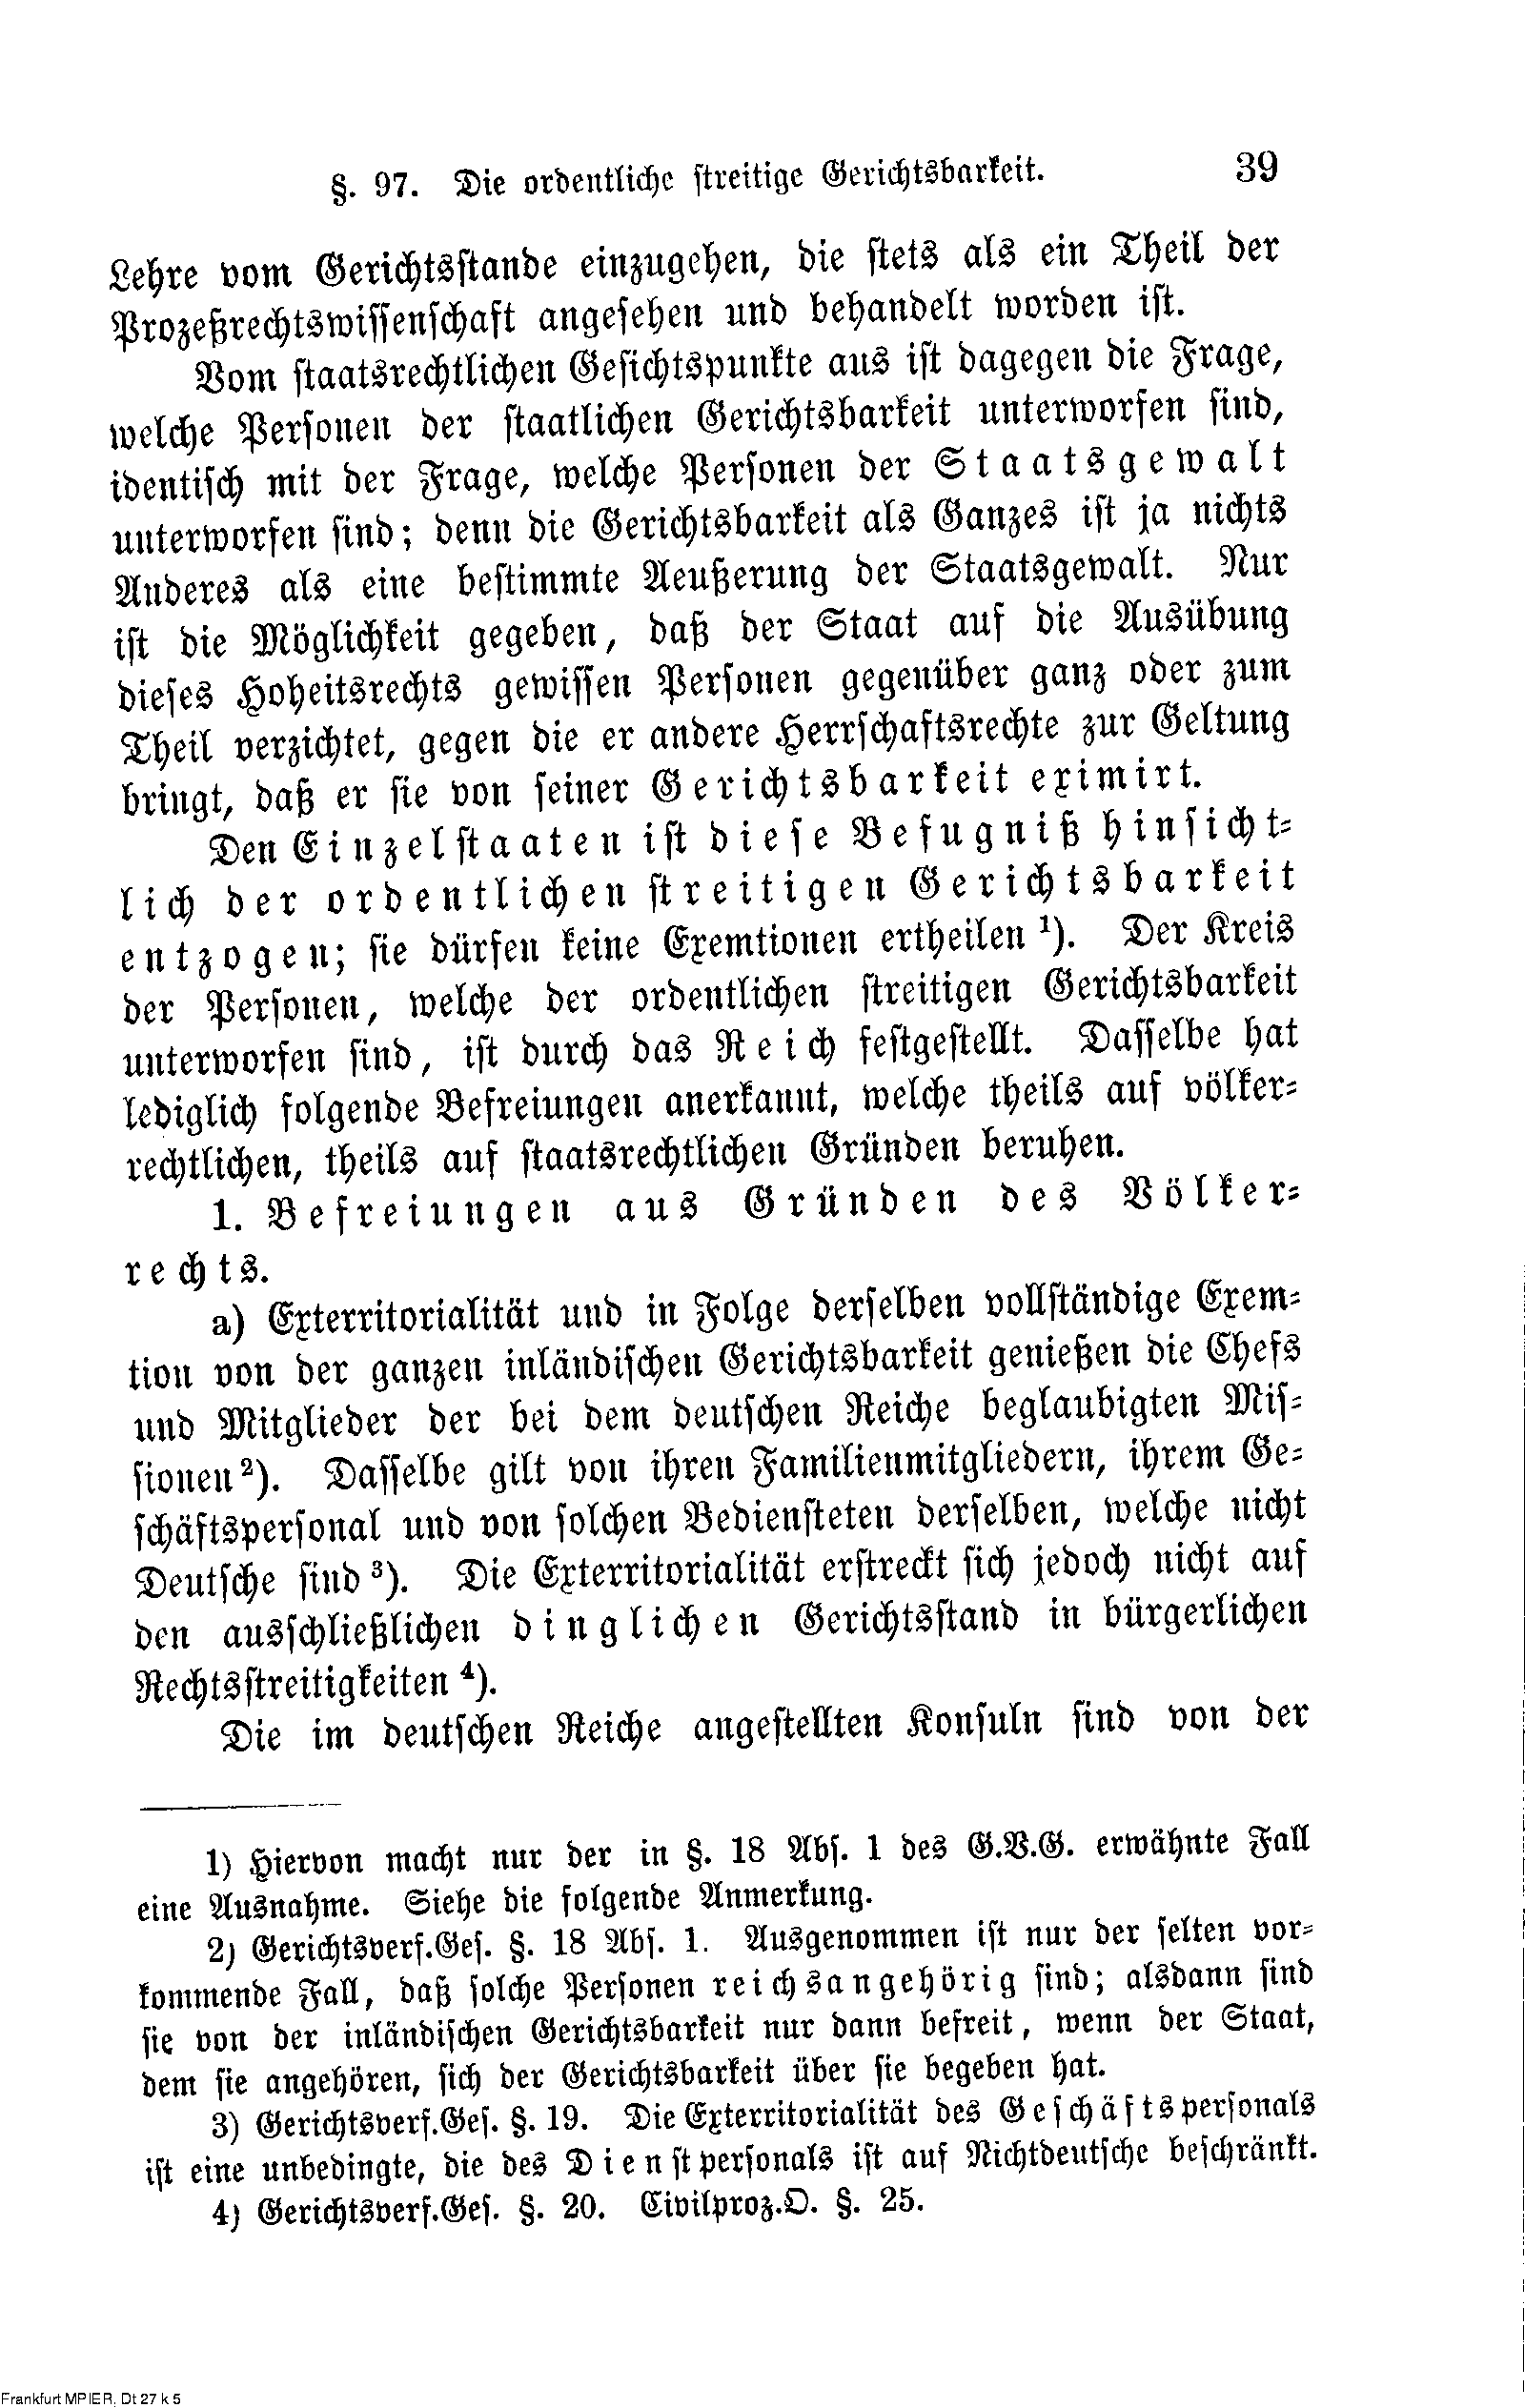 §. 97. Die ordentliche streitige Gerichtsbarkeit. 39
Lehre vom Gerichtsstande einzugehen, die stets als ein Theil der
Prozeßrechtswissenschaft angesehen und behandelt worden ist.
Vom staatsrechtlichen Gesichtspunkte aus ist dagegen die Frage,
welche Personen der staatlichen Gerichtsbarkeit unterworfen sind,
identisch mit der Frage, welche Personen der Staatsgewalt
unterworfen sind; denn die Gerichtsbarkeit als Ganzes ist ja nichts
Anderes als eine bestimmte Aeußerung der Staatsgewalt. Nur
ist die Möglichkeit gegeben, daß der Staat auf die Ausübung
dieses Hoheitsrechts gewissen Personen gegenüber ganz oder zum
Theil verzichtet, gegen die er andere Herrschaftsrechte zur Geltung
bringt, daß er sie von seiner Gerichtsbarkeit eximirt.
Den Einzelstaaten ist diese Befugniß hinsicht-
lich der ordentlichen streitigen Gerichtsbarkeit
entzogen; sie dürfen keine Exemtionen ertheilen ¹). Der Kreis
der Personen, welche der ordentlichen streitigen Gerichtsbarkeit
unterworfen sind, ist durch das Reich festgestellt. Dasselbe hat
lediglich folgende Befreiungen anerkannt, welche theils auf völker-
rechtlichen, theils auf staatsrechtlichen Gründen beruhen.
1. Befreiungen aus Gründen des Völker-
rechts.
a) Exterritorialität und in Folge derselben vollständige Exem-
tion von der ganzen inländischen Gerichtsbarkeit genießen die Chefs
und Mitglieder der bei dem deutschen Reiche beglaubigten Mis-
sionen ²). Dasselbe gilt von ihren Familienmitgliedern, ihrem Ge-
schäftspersonal und von solchen Bediensteten derselben, welche nicht
Deutsche sind ³). Die Exterritorialität erstreckt sich jedoch nicht auf
den ausschließlichen dinglichen Gerichtsstand in bürgerlichen
Rechtsstreitigkeiten ⁴).
Die im deutschen Reiche angestellten Konsuln sind von der
1) Hiervon macht nur der in §. 18 Abs. 1 des G.V.G. erwähnte Fall
eine Ausnahme. Siehe die folgende Anmerkung.
2) Gerichtsverf.Ges. §. 18 Abs. 1. Ausgenommen ist nur der selten vor-
kommende Fall, daß solche Personen reichsangehörig sind; alsdann sind
sie von der inländischen Gerichtsbarkeit nur dann befreit, wenn der Staat,
dem sie angehören, sich der Gerichtsbarkeit über sie begeben hat.
3) Gerichtsverf.Ges. §. 19. Die Exterritorialität des Geschäftspersonals
ist eine unbedingte, die des Dienstpersonals ist auf Nichtdeutsche beschränkt.
4) Gerichtsverf.Ges. §. 20. Civilproz.O. §. 25.
Frankfurt MPIER, Dt 27 k 5